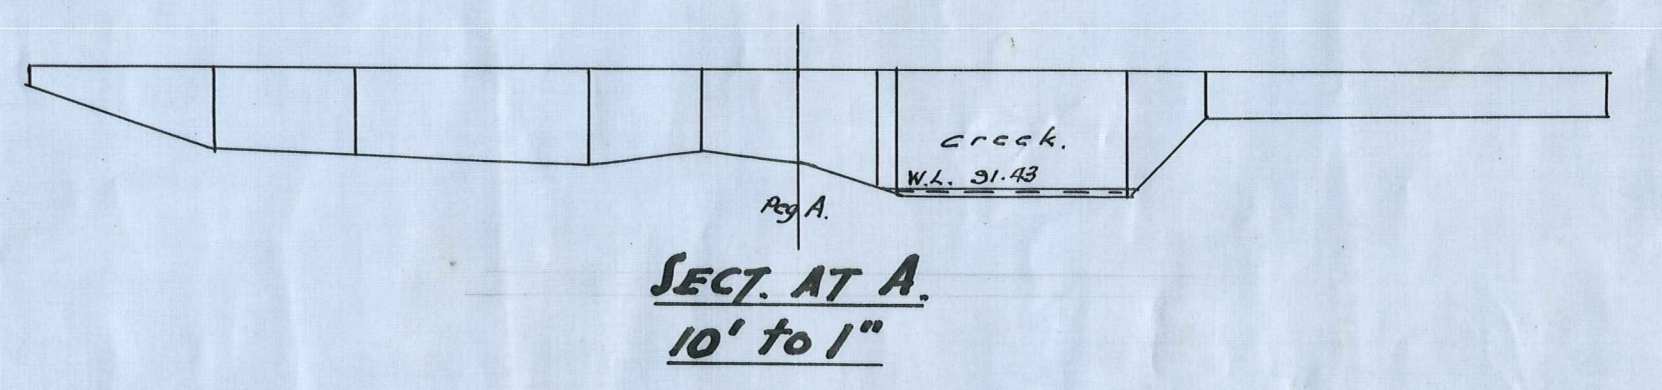 creek.
W.L. 91.43
Peg A.
SECT. AT A.
10' to 1"